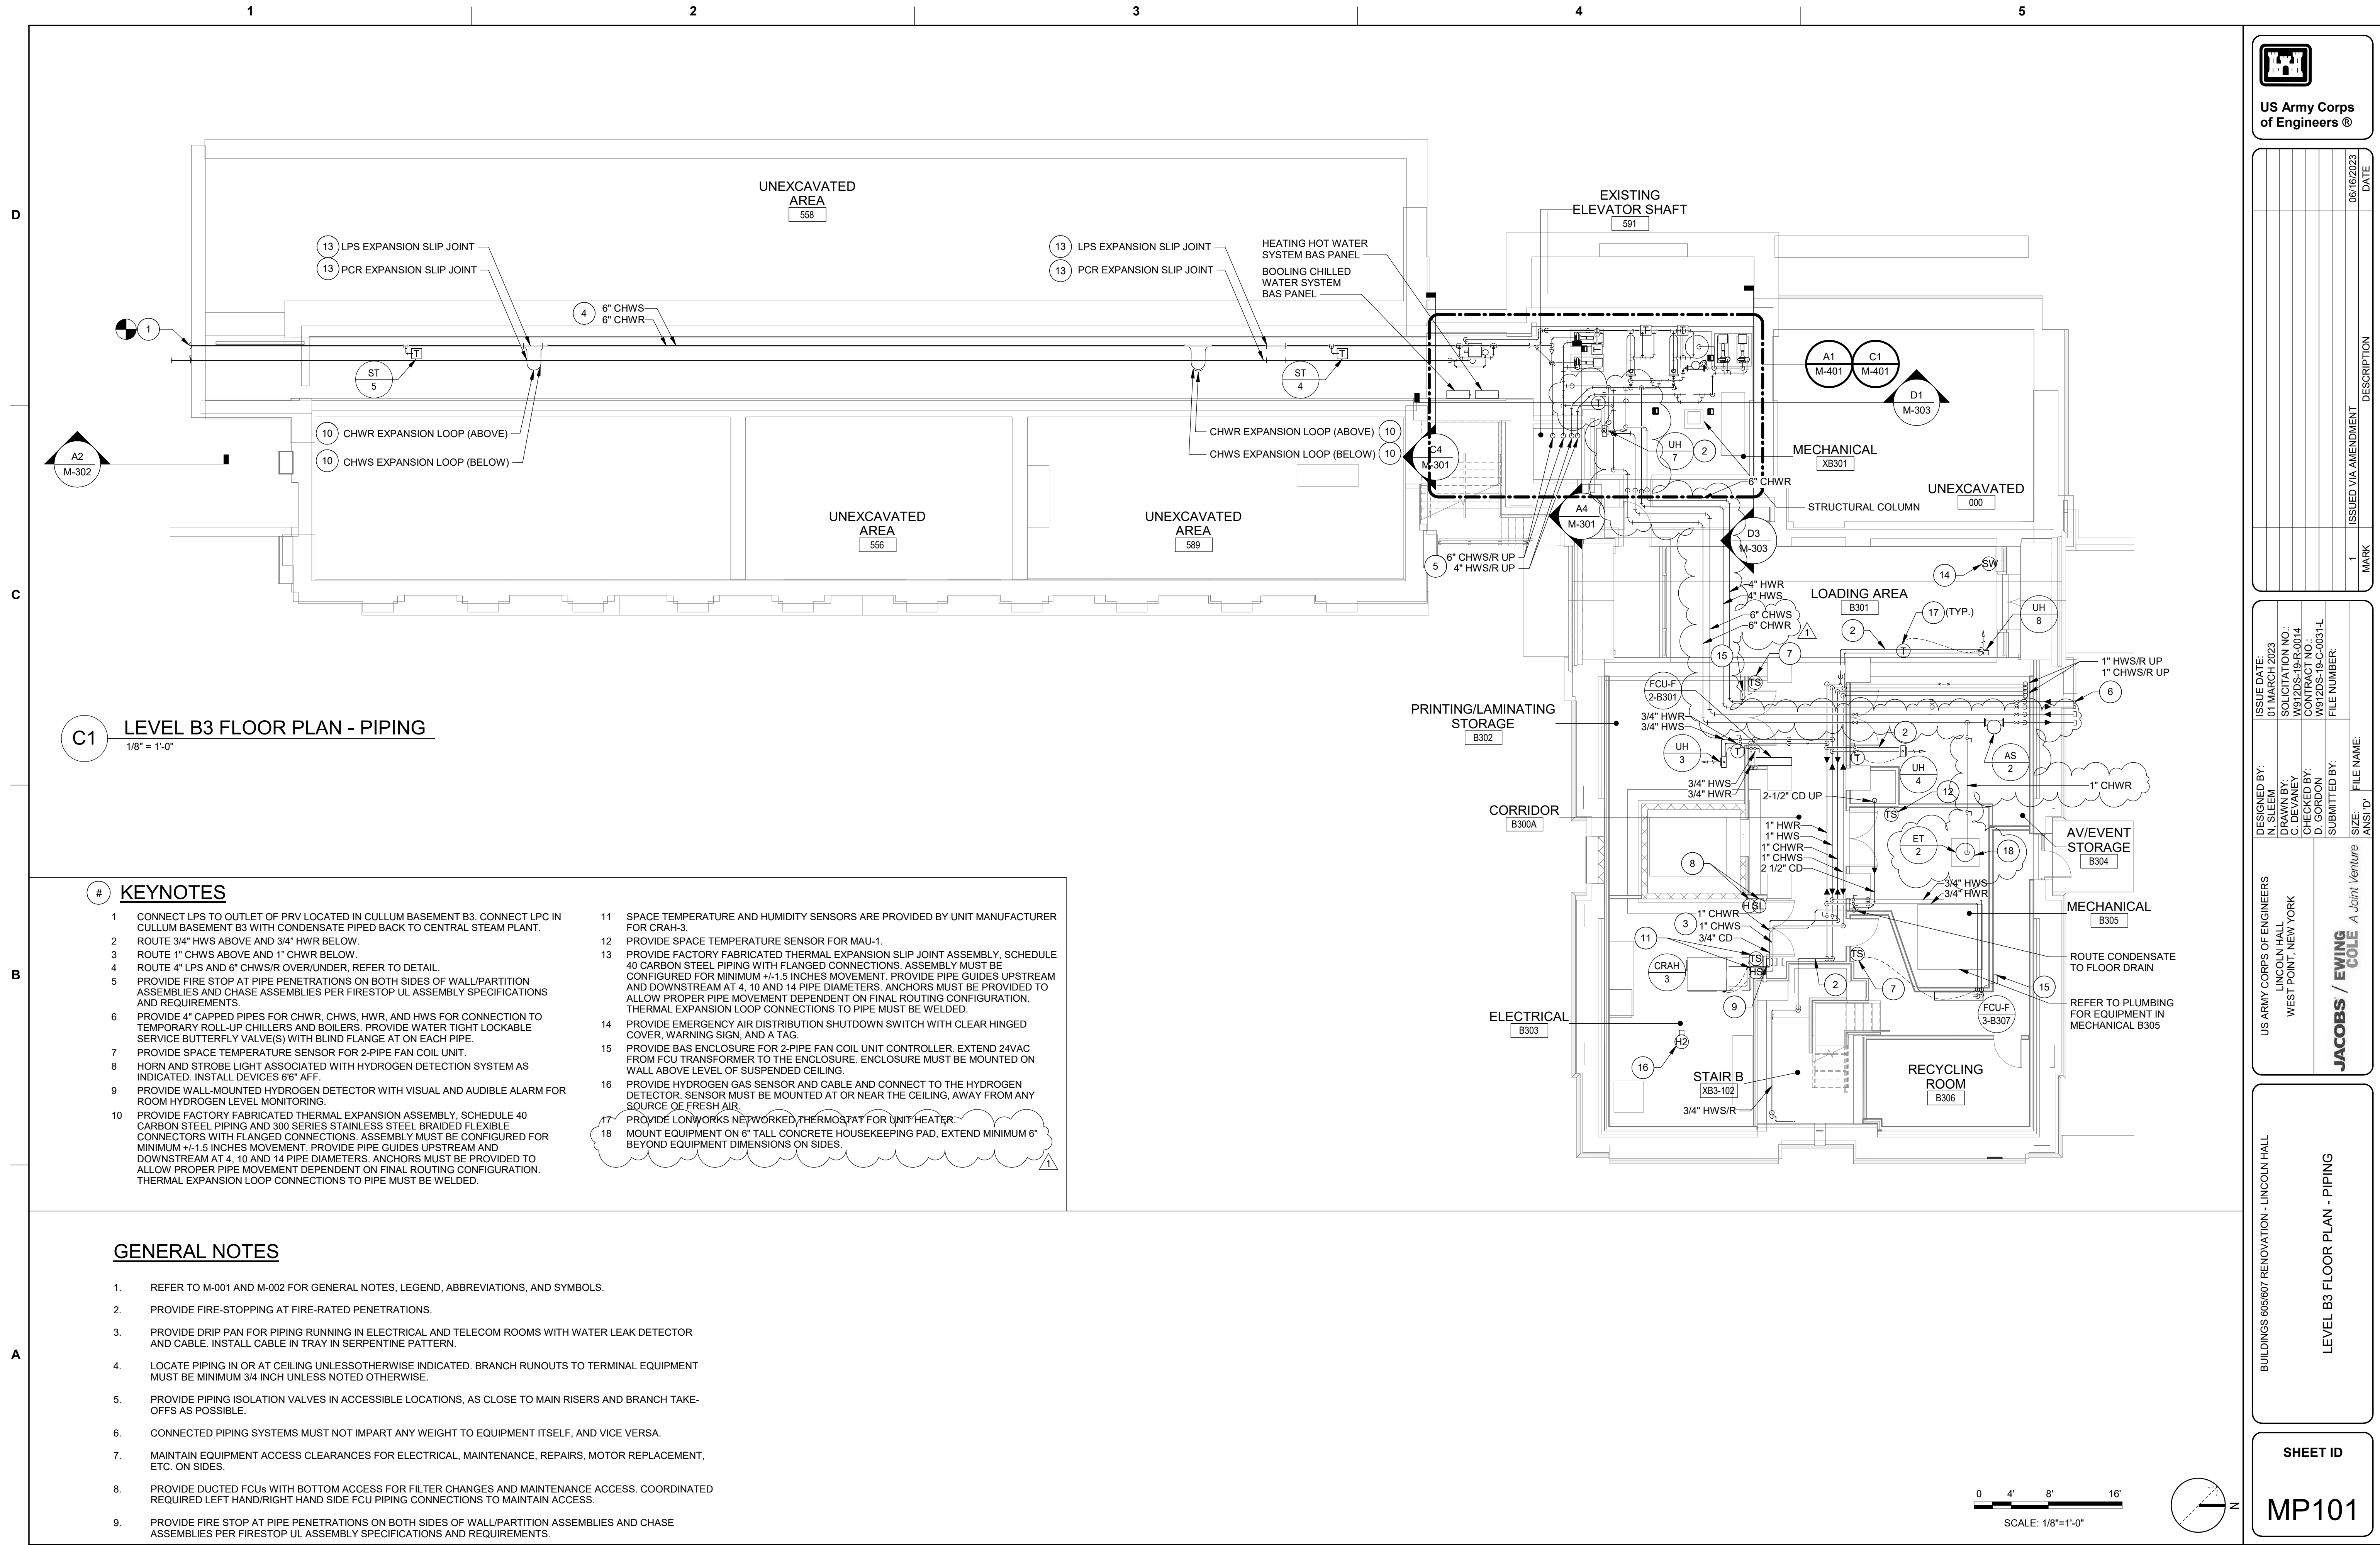 1 2 3 4 5
D
C
B
A
UNEXCAVATED
AREA
558
EXISTING
ELEVATOR SHAFT
591
13 LPS EXPANSION SLIP JOINT
13 PCR EXPANSION SLIP JOINT
13 LPS EXPANSION SLIP JOINT
13 PCR EXPANSION SLIP JOINT
HEATING HOT WATER
SYSTEM BAS PANEL
BOOLING CHILLED
WATER SYSTEM
BAS PANEL
4 6" CHWS
6" CHWR
1
T
ST
5
T
ST
4
T
T
T
A1
M-401
C1
M-401
D1
M-303
A2
M-302
10 CHWR EXPANSION LOOP (ABOVE)
10 CHWS EXPANSION LOOP (BELOW)
CHWR EXPANSION LOOP (ABOVE) 10
CHWS EXPANSION LOOP (BELOW) 10
C4
M-301
UH
7
2
MECHANICAL
XB301
6" CHWR
UNEXCAVATED
000
STRUCTURAL COLUMN
UNEXCAVATED
AREA
556
UNEXCAVATED
AREA
589
A4
M-301
D3
M-303
5 6" CHWS/R UP
4" HWS/R UP
14
SW
4" HWR
4" HWS
LOADING AREA
B301
6" CHWS
6" CHWR
1
17 (TYP.)
UH
8
2
T
15
7
TS
1" HWS/R UP
1" CHWS/R UP
6
FCU-F
2-B301
PRINTING/LAMINATING
STORAGE
B302
3/4" HWR
3/4" HWS
UH
3
T
2
T
AS
2
UH
4
3/4" HWS
3/4" HWR
2-1/2" CD UP
12
TS
1" CHWR
CORRIDOR
B300A
1" HWR
1" HWS
1" CHWR
1" CHWS
2 1/2" CD
ET
2
18
AV/EVENT
STORAGE
B304
8
3/4" HWS
3/4" HWR
H SL
MECHANICAL
B305
1" CHWR
3 1" CHWS
3/4" CD
11
TS
HS
CRAH
3
TS
ROUTE CONDENSATE
TO FLOOR DRAIN
9
2
7
15
REFER TO PLUMBING
FOR EQUIPMENT IN
MECHANICAL B305
FCU-F
3-B307
ELECTRICAL
B303
H2
16
STAIR B
XB3-102
RECYCLING
ROOM
B306
3/4" HWS/R
C1 LEVEL B3 FLOOR PLAN - PIPING
1/8" = 1'-0"
# KEYNOTES
1 CONNECT LPS TO OUTLET OF PRV LOCATED IN CULLUM BASEMENT B3. CONNECT LPC IN
CULLUM BASEMENT B3 WITH CONDENSATE PIPED BACK TO CENTRAL STEAM PLANT.
2 ROUTE 3/4" HWS ABOVE AND 3/4" HWR BELOW.
3 ROUTE 1" CHWS ABOVE AND 1" CHWR BELOW.
4 ROUTE 4" LPS AND 6" CHWS/R OVER/UNDER, REFER TO DETAIL.
5 PROVIDE FIRE STOP AT PIPE PENETRATIONS ON BOTH SIDES OF WALL/PARTITION
ASSEMBLIES AND CHASE ASSEMBLIES PER FIRESTOP UL ASSEMBLY SPECIFICATIONS
AND REQUIREMENTS.
6 PROVIDE 4" CAPPED PIPES FOR CHWR, CHWS, HWR, AND HWS FOR CONNECTION TO
TEMPORARY ROLL-UP CHILLERS AND BOILERS. PROVIDE WATER TIGHT LOCKABLE
SERVICE BUTTERFLY VALVE(S) WITH BLIND FLANGE AT ON EACH PIPE.
7 PROVIDE SPACE TEMPERATURE SENSOR FOR 2-PIPE FAN COIL UNIT.
8 HORN AND STROBE LIGHT ASSOCIATED WITH HYDROGEN DETECTION SYSTEM AS
INDICATED. INSTALL DEVICES 6'6" AFF.
9 PROVIDE WALL-MOUNTED HYDROGEN DETECTOR WITH VISUAL AND AUDIBLE ALARM FOR
ROOM HYDROGEN LEVEL MONITORING.
10 PROVIDE FACTORY FABRICATED THERMAL EXPANSION ASSEMBLY, SCHEDULE 40
CARBON STEEL PIPING AND 300 SERIES STAINLESS STEEL BRAIDED FLEXIBLE
CONNECTORS WITH FLANGED CONNECTIONS. ASSEMBLY MUST BE CONFIGURED FOR
MINIMUM +/-1.5 INCHES MOVEMENT. PROVIDE PIPE GUIDES UPSTREAM AND
DOWNSTREAM AT 4, 10 AND 14 PIPE DIAMETERS. ANCHORS MUST BE PROVIDED TO
ALLOW PROPER PIPE MOVEMENT DEPENDENT ON FINAL ROUTING CONFIGURATION.
THERMAL EXPANSION LOOP CONNECTIONS TO PIPE MUST BE WELDED.
11 SPACE TEMPERATURE AND HUMIDITY SENSORS ARE PROVIDED BY UNIT MANUFACTURER
FOR CRAH-3.
12 PROVIDE SPACE TEMPERATURE SENSOR FOR MAU-1.
13 PROVIDE FACTORY FABRICATED THERMAL EXPANSION SLIP JOINT ASSEMBLY, SCHEDULE
40 CARBON STEEL PIPING WITH FLANGED CONNECTIONS. ASSEMBLY MUST BE
CONFIGURED FOR MINIMUM +/-1.5 INCHES MOVEMENT. PROVIDE PIPE GUIDES UPSTREAM
AND DOWNSTREAM AT 4, 10 AND 14 PIPE DIAMETERS. ANCHORS MUST BE PROVIDED TO
ALLOW PROPER PIPE MOVEMENT DEPENDENT ON FINAL ROUTING CONFIGURATION.
THERMAL EXPANSION LOOP CONNECTIONS TO PIPE MUST BE WELDED.
14 PROVIDE EMERGENCY AIR DISTRIBUTION SHUTDOWN SWITCH WITH CLEAR HINGED
COVER, WARNING SIGN, AND A TAG.
15 PROVIDE BAS ENCLOSURE FOR 2-PIPE FAN COIL UNIT CONTROLLER. EXTEND 24VAC
FROM FCU TRANSFORMER TO THE ENCLOSURE. ENCLOSURE MUST BE MOUNTED ON
WALL ABOVE LEVEL OF SUSPENDED CEILING.
16 PROVIDE HYDROGEN GAS SENSOR AND CABLE AND CONNECT TO THE HYDROGEN
DETECTOR. SENSOR MUST BE MOUNTED AT OR NEAR THE CEILING, AWAY FROM ANY
SOURCE OF FRESH AIR.
17 PROVIDE LONWORKS NETWORKED THERMOSTAT FOR UNIT HEATER.
18 MOUNT EQUIPMENT ON 6" TALL CONCRETE HOUSEKEEPING PAD, EXTEND MINIMUM 6"
BEYOND EQUIPMENT DIMENSIONS ON SIDES.
1
GENERAL NOTES
1. REFER TO M-001 AND M-002 FOR GENERAL NOTES, LEGEND, ABBREVIATIONS, AND SYMBOLS.
2. PROVIDE FIRE-STOPPING AT FIRE-RATED PENETRATIONS.
3. PROVIDE DRIP PAN FOR PIPING RUNNING IN ELECTRICAL AND TELECOM ROOMS WITH WATER LEAK DETECTOR
AND CABLE. INSTALL CABLE IN TRAY IN SERPENTINE PATTERN.
4. LOCATE PIPING IN OR AT CEILING UNLESSOTHERWISE INDICATED. BRANCH RUNOUTS TO TERMINAL EQUIPMENT
MUST BE MINIMUM 3/4 INCH UNLESS NOTED OTHERWISE.
5. PROVIDE PIPING ISOLATION VALVES IN ACCESSIBLE LOCATIONS, AS CLOSE TO MAIN RISERS AND BRANCH TAKE-
OFFS AS POSSIBLE.
6. CONNECTED PIPING SYSTEMS MUST NOT IMPART ANY WEIGHT TO EQUIPMENT ITSELF, AND VICE VERSA.
7. MAINTAIN EQUIPMENT ACCESS CLEARANCES FOR ELECTRICAL, MAINTENANCE, REPAIRS, MOTOR REPLACEMENT,
ETC. ON SIDES.
8. PROVIDE DUCTED FCUs WITH BOTTOM ACCESS FOR FILTER CHANGES AND MAINTENANCE ACCESS. COORDINATED
REQUIRED LEFT HAND/RIGHT HAND SIDE FCU PIPING CONNECTIONS TO MAINTAIN ACCESS.
9. PROVIDE FIRE STOP AT PIPE PENETRATIONS ON BOTH SIDES OF WALL/PARTITION ASSEMBLIES AND CHASE
ASSEMBLIES PER FIRESTOP UL ASSEMBLY SPECIFICATIONS AND REQUIREMENTS.
0 4' 8' 16'
SCALE: 1/8"=1'-0"
N
US Army Corps
of Engineers ®
MARK DESCRIPTION DATE
1 ISSUED VIA AMENDMENT 06/16/2023
DESIGNED BY:
N. SLEEM
DRAWN BY:
C. DEVANEY
CHECKED BY:
D. GORDON
SUBMITTED BY:
SIZE:
ANSI 'D'
ISSUE DATE:
01 MARCH 2023
SOLICITATION NO.:
W912DS-19-R-0014
CONTRACT NO.:
W912DS-19-C-0031-L
FILE NUMBER:
FILE NAME:
US ARMY CORPS OF ENGINEERS
LINCOLN HALL
WEST POINT, NEW YORK
JACOBS / EWING COLE A Joint Venture
BUILDINGS 605/607 RENOVATION - LINCOLN HALL
LEVEL B3 FLOOR PLAN - PIPING
SHEET ID
MP101